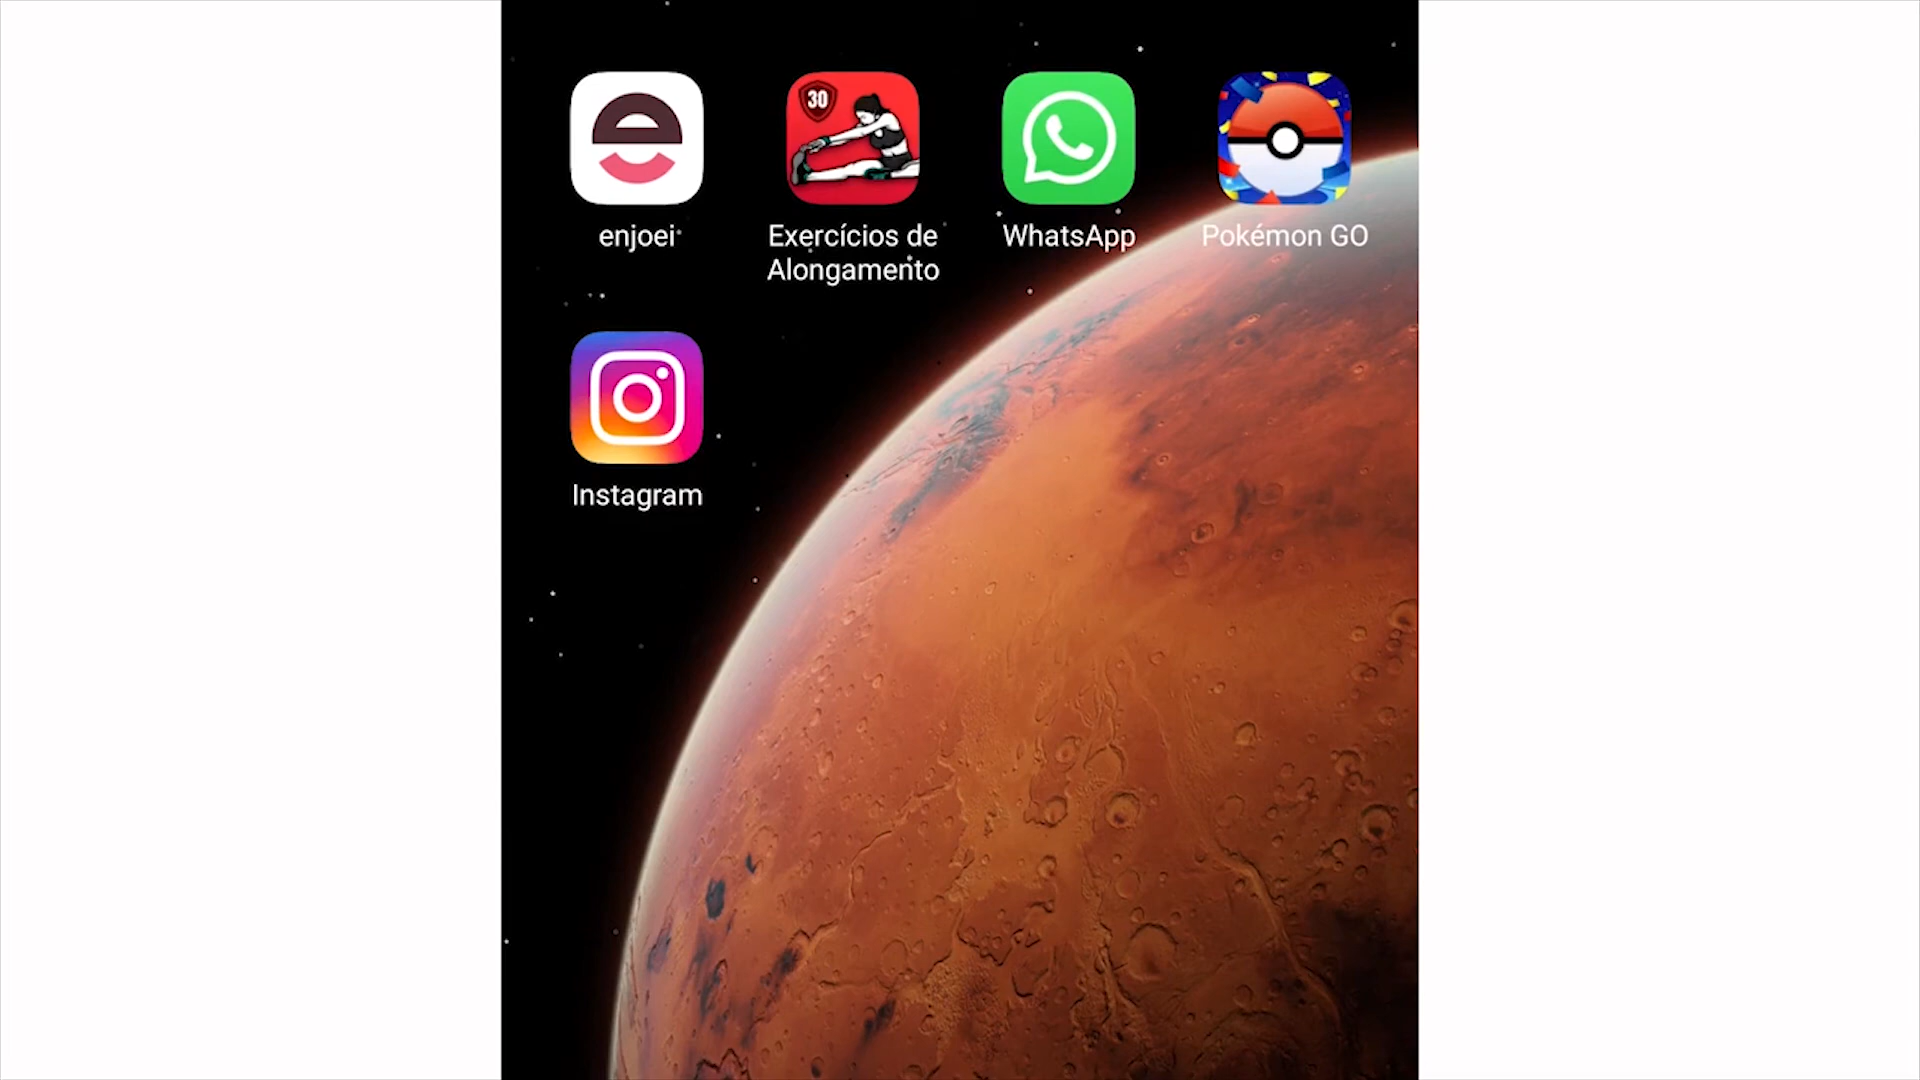 30
enjoei
Exercícios de
Alongamento
WhatsApp
Pokémon GO
Instagram